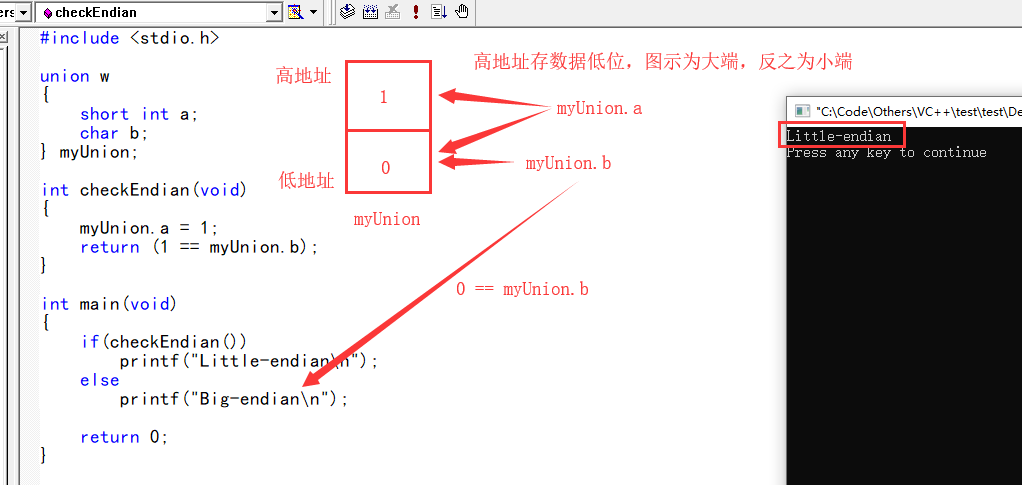 ers
checkEndian
#include <stdio.h>
union w
{
short int a;
char b;
} myUnion;
int checkEndian(void)
{
myUnion.a = 1;
return (1 == myUnion.b);
}
int main(void)
{
if(checkEndian())
printf("Little-endian\n");
else
printf("Big-endian\n");
return 0;
}
高地址
1
低地址
0
myUnion
高地址存数据低位，图示为大端，反之为小端
myUnion.a
myUnion.b
0 == myUnion.b
"C:\Code\Others\VC++\test\test\De
Little-endian
Press any key to continue